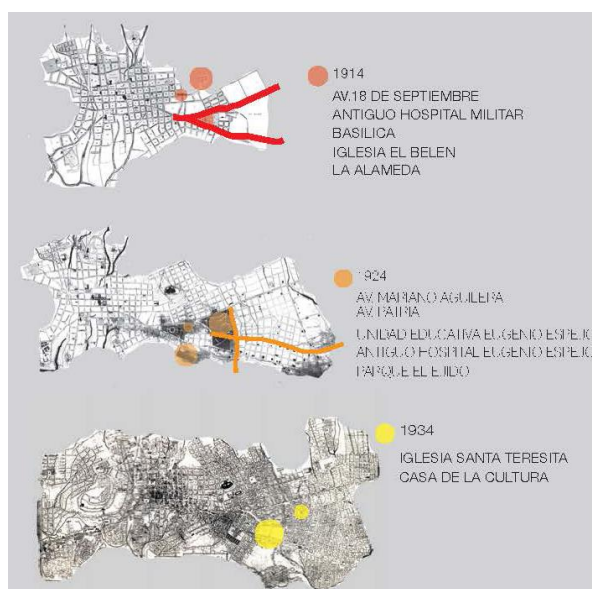 1914
AV.18 DE SEPTIEMBRE
ANTIGUO HOSPITAL MILITAR
BASILICA
IGLESIA EL BELEN
LA ALAMEDA
1924
AV. MARIANO AGUILERA
AV. PATRIA
UNIDAD EDUCATIVA EUGENIO ESPEJO
ANTIGUO HOSPITAL EUGENIO ESPEJO
PARQUE EL EJIDO
1934
IGLESIA SANTA TERESITA
CASA DE LA CULTURA